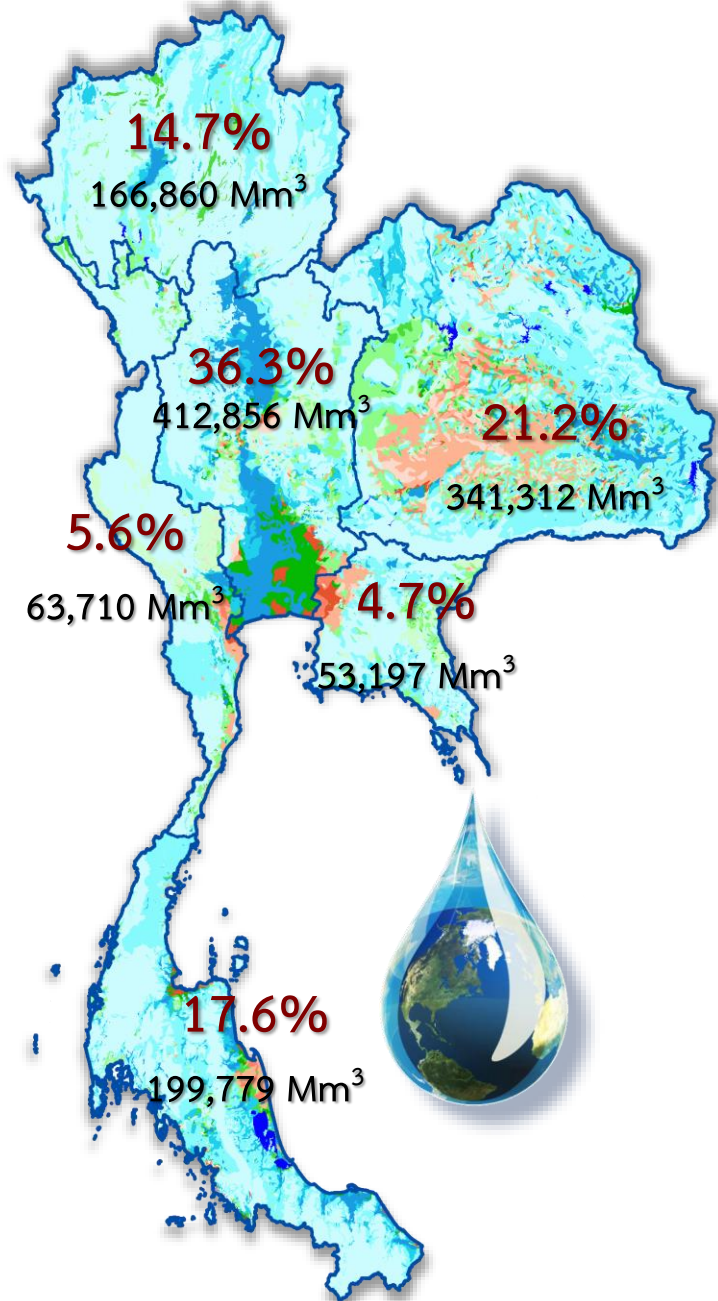 14.7%
166,860 Mm³
36.3%
412,856 Mm³
21.2%
341,312 Mm³
5.6%
63,710 Mm³
4.7%
53,197 Mm³
17.6%
199,779 Mm³